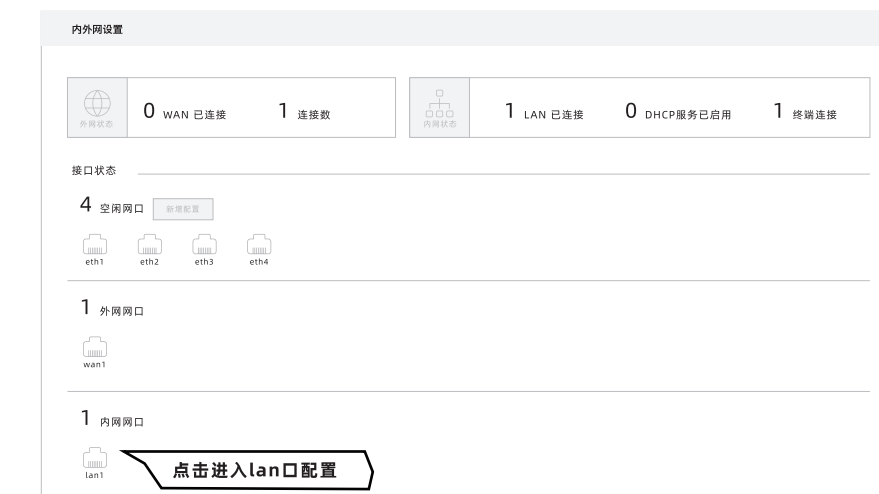 内外网设置
外网状态
0 WAN 已连接
1 连接数
内网状态
1 LAN 已连接
0 DHCP服务已启用
1 终端连接
接口状态
4 空闲网口 新增配置
eth1 eth2 eth3 eth4
1 外网网口
wan1
1 内网网口
lan1
点击进入lan口配置